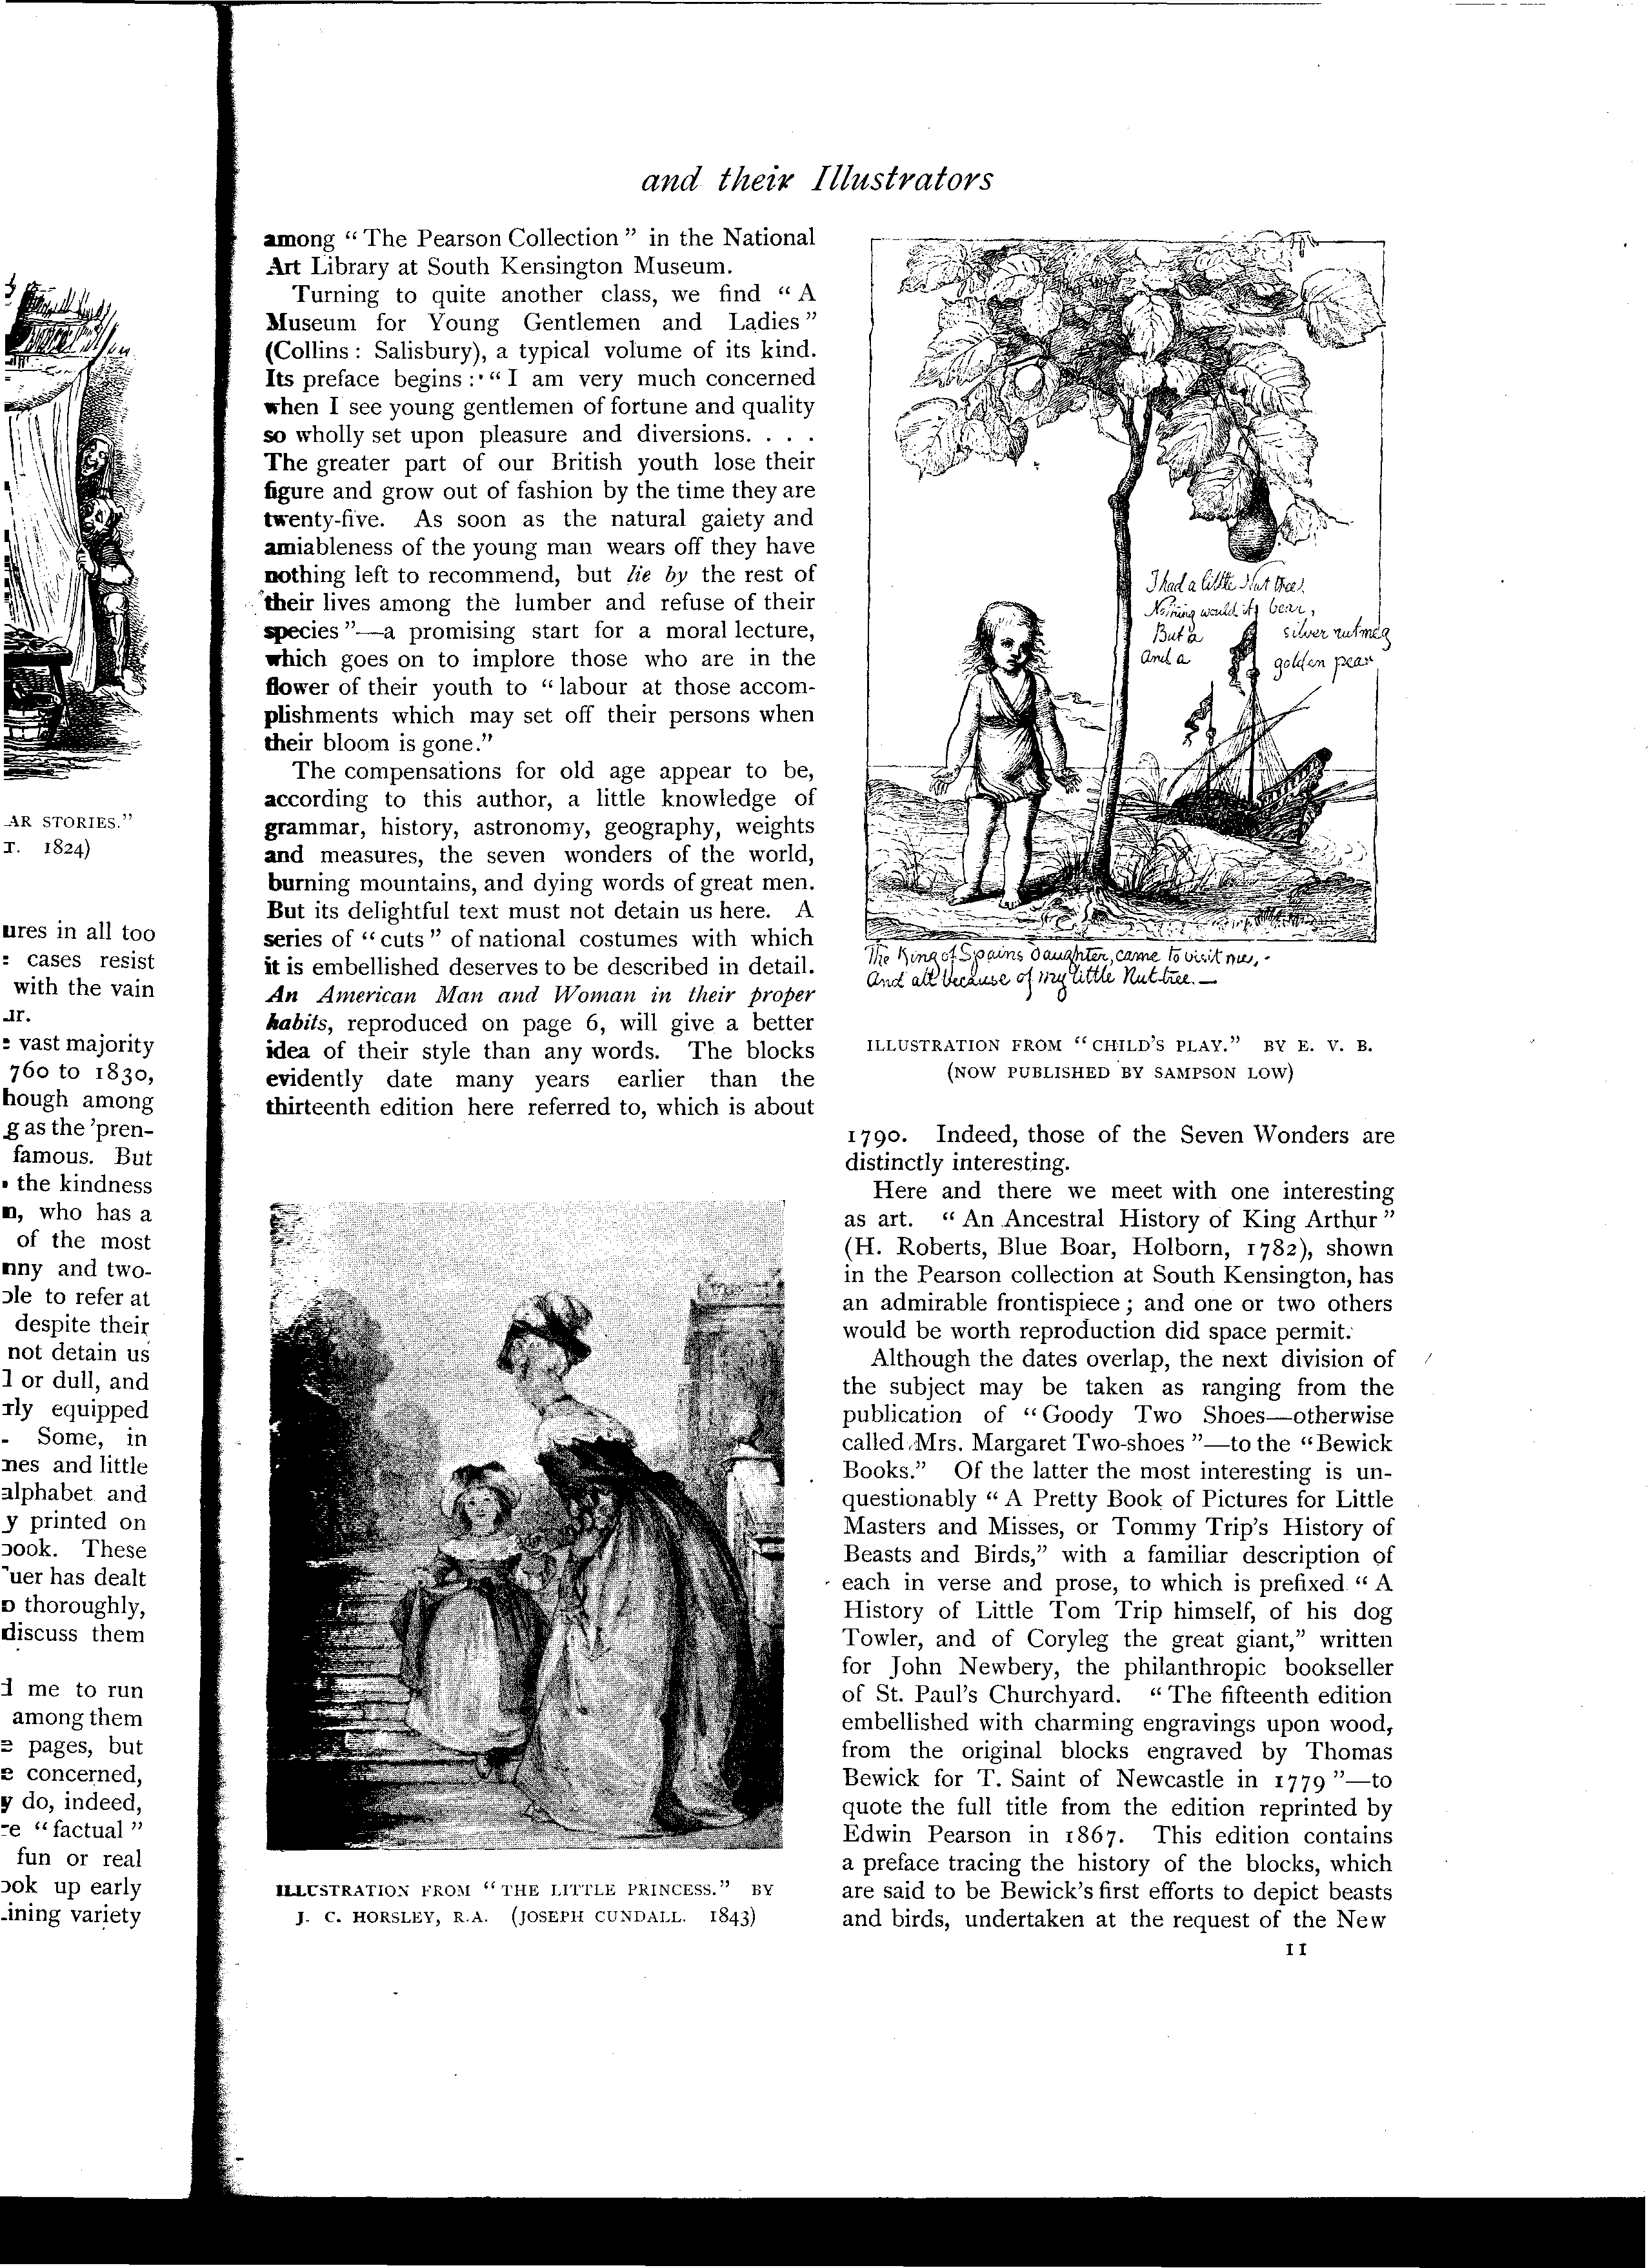 and their Illustrators
among “ The Pearson Collection ” in the National
Art Library at South Kensington Museum.
Turning to quite another class, we find “ A
Museum for Young Gentlemen and Ladies ”
(Collins : Salisbury), a typical volume of its kind.
Its preface begins : “ I am very much concerned
when I see young gentlemen of fortune and quality
so wholly set upon pleasure and diversions. . . .
The greater part of our British youth lose their
figure and grow out of fashion by the time they are
twenty-five. As soon as the natural gaiety and
amiableness of the young man wears off they have
nothing left to recommend, but lie by the rest of
their lives among the lumber and refuse of their
species ”—a promising start for a moral lecture,
which goes on to implore those who are in the
flower of their youth to “ labour at those accom-
plishments which may set off their persons when
their bloom is gone.”
The compensations for old age appear to be,
according to this author, a little knowledge of
grammar, history, astronomy, geography, weights
and measures, the seven wonders of the world,
burning mountains, and dying words of great men.
But its delightful text must not detain us here. A
series of “ cuts ” of national costumes with which
it is embellished deserves to be described in detail.
An American Man and Woman in their proper
habits, reproduced on page 6, will give a better
idea of their style than any words. The blocks
evidently date many years earlier than the
thirteenth edition here referred to, which is about
ILLUSTRATION FROM “ THE LITTLE PRINCESS.” BY
J. C. HORSLEY, R.A. (JOSEPH CUNDALL. 1843)
I had a little Nut tree,
Nothing would it bear,
But a silver nutmeg
And a golden pear
The King of Spains Daughter, came to visit me,
And all because of my little Nut-tree.—
ILLUSTRATION FROM “ CHILD'S PLAY.” BY E. V. B.
(NOW PUBLISHED BY SAMPSON LOW)
1790. Indeed, those of the Seven Wonders are
distinctly interesting.
Here and there we meet with one interesting
as art. “ An Ancestral History of King Arthur ”
(H. Roberts, Blue Boar, Holborn, 1782), shown
in the Pearson collection at South Kensington, has
an admirable frontispiece ; and one or two others
would be worth reproduction did space permit.
Although the dates overlap, the next division of
the subject may be taken as ranging from the
publication of “ Goody Two Shoes—otherwise
called Mrs. Margaret Two-shoes ”—to the “ Bewick
Books.” Of the latter the most interesting is un-
questionably “ A Pretty Book of Pictures for Little
Masters and Misses, or Tommy Trip's History of
Beasts and Birds,” with a familiar description of
each in verse and prose, to which is prefixed “ A
History of Little Tom Trip himself, of his dog
Towler, and of Coryleg the great giant,” written
for John Newbery, the philanthropic bookseller
of St. Paul's Churchyard. “ The fifteenth edition
embellished with charming engravings upon wood,
from the original blocks engraved by Thomas
Bewick for T. Saint of Newcastle in 1779 ”—to
quote the full title from the edition reprinted by
Edwin Pearson in 1867. This edition contains
a preface tracing the history of the blocks, which
are said to be Bewick's first efforts to depict beasts
and birds, undertaken at the request of the New
11
AR STORIES.”
1824)
in all too
cases resist
with the vain
vast majority
to 1830,
among
as the 'pren-
famous. But
the kindness
who has a
of the most
and two-
to refer at
despite their
not detain us
or dull, and
equipped
Some, in
and little
alphabet and
printed on
These
has dealt
thoroughly,
discuss them
me to run
among them
pages, but
concerned,
do, indeed,
“ factual ”
fun or real
up early
variety